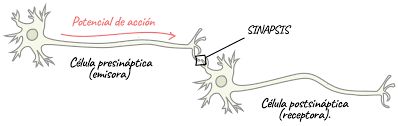 Potencial de acción
SINAPSIS
Célula presináptica
(emisora)
Célula postsináptica
(receptora).